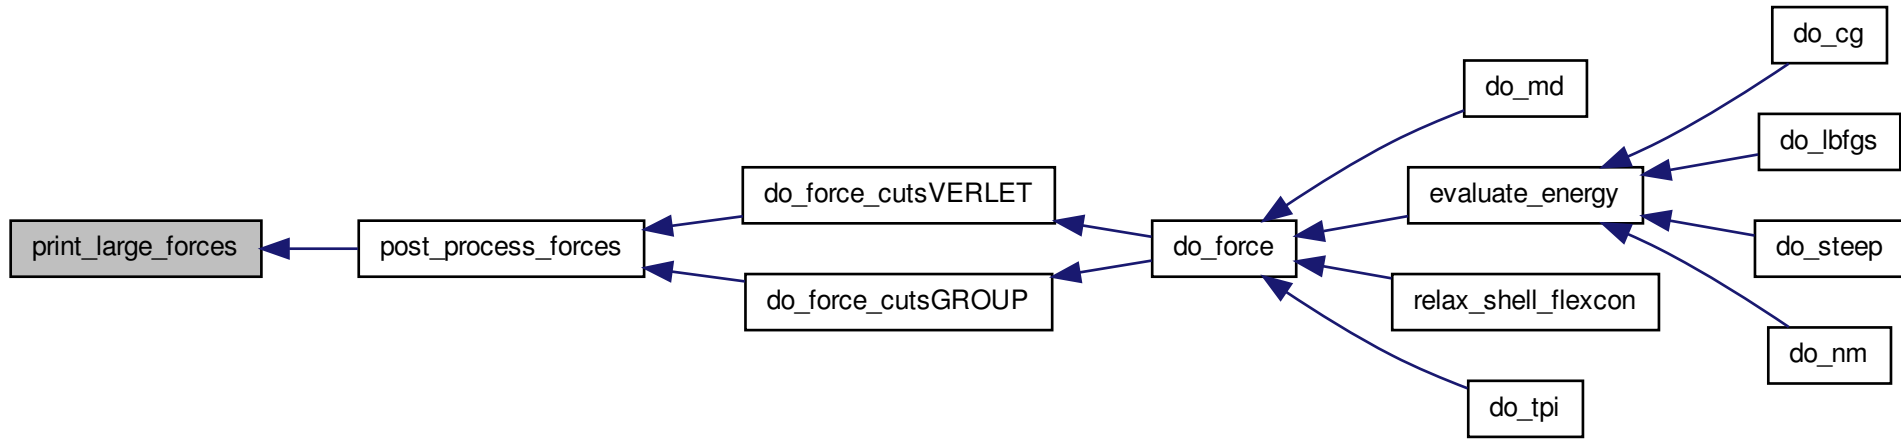 print_large_forces
post_process_forces
do_force_cutsVERLET
do_force_cutsGROUP
do_force
do_md
evaluate_energy
relax_shell_flexcon
do_tpi
do_cg
do_lbfgs
do_steep
do_nm